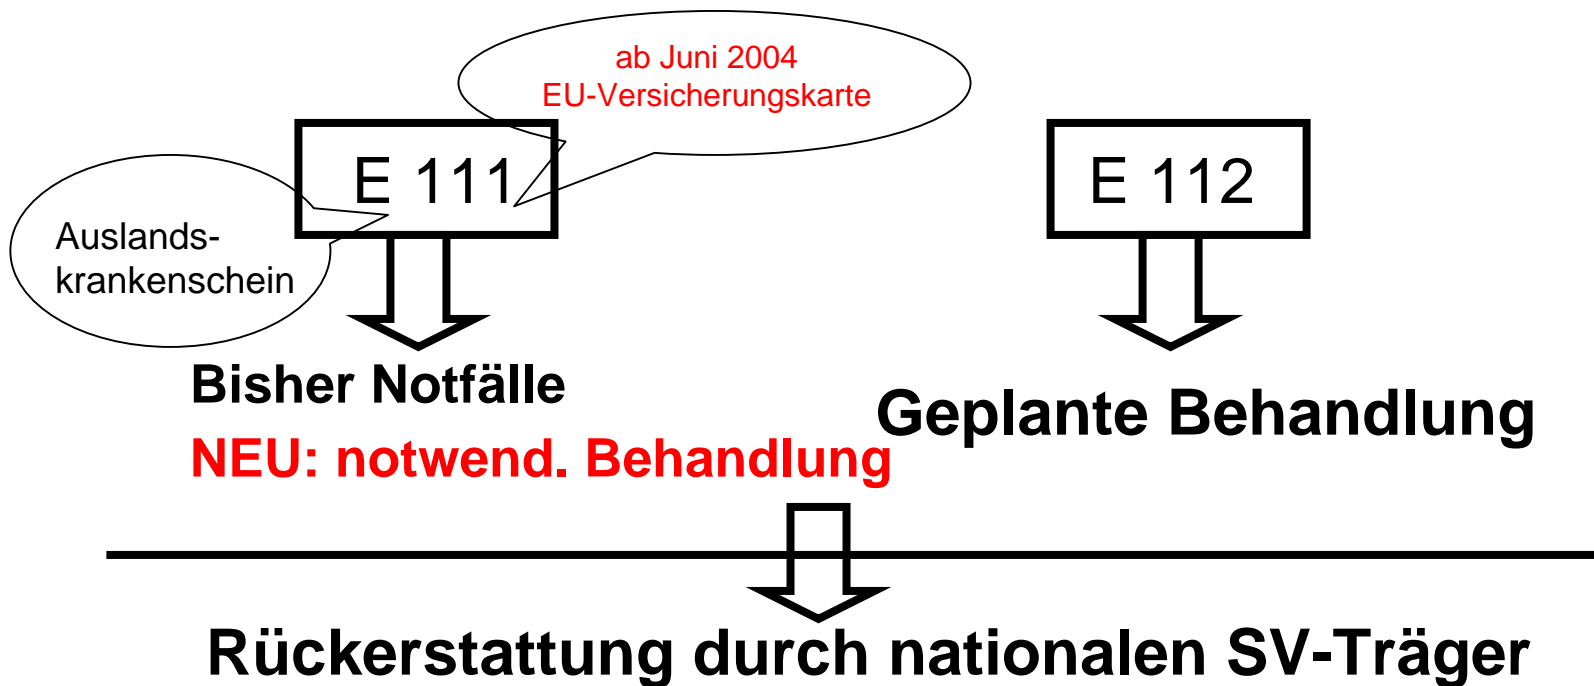 ab Juni 2004
EU-Versicherungskarte
E 111
E 112
Auslands-
krankenschein
Bisher Notfälle
NEU: notwend. Behandlung
Geplante Behandlung
Rückerstattung durch nationalen SV-Träger